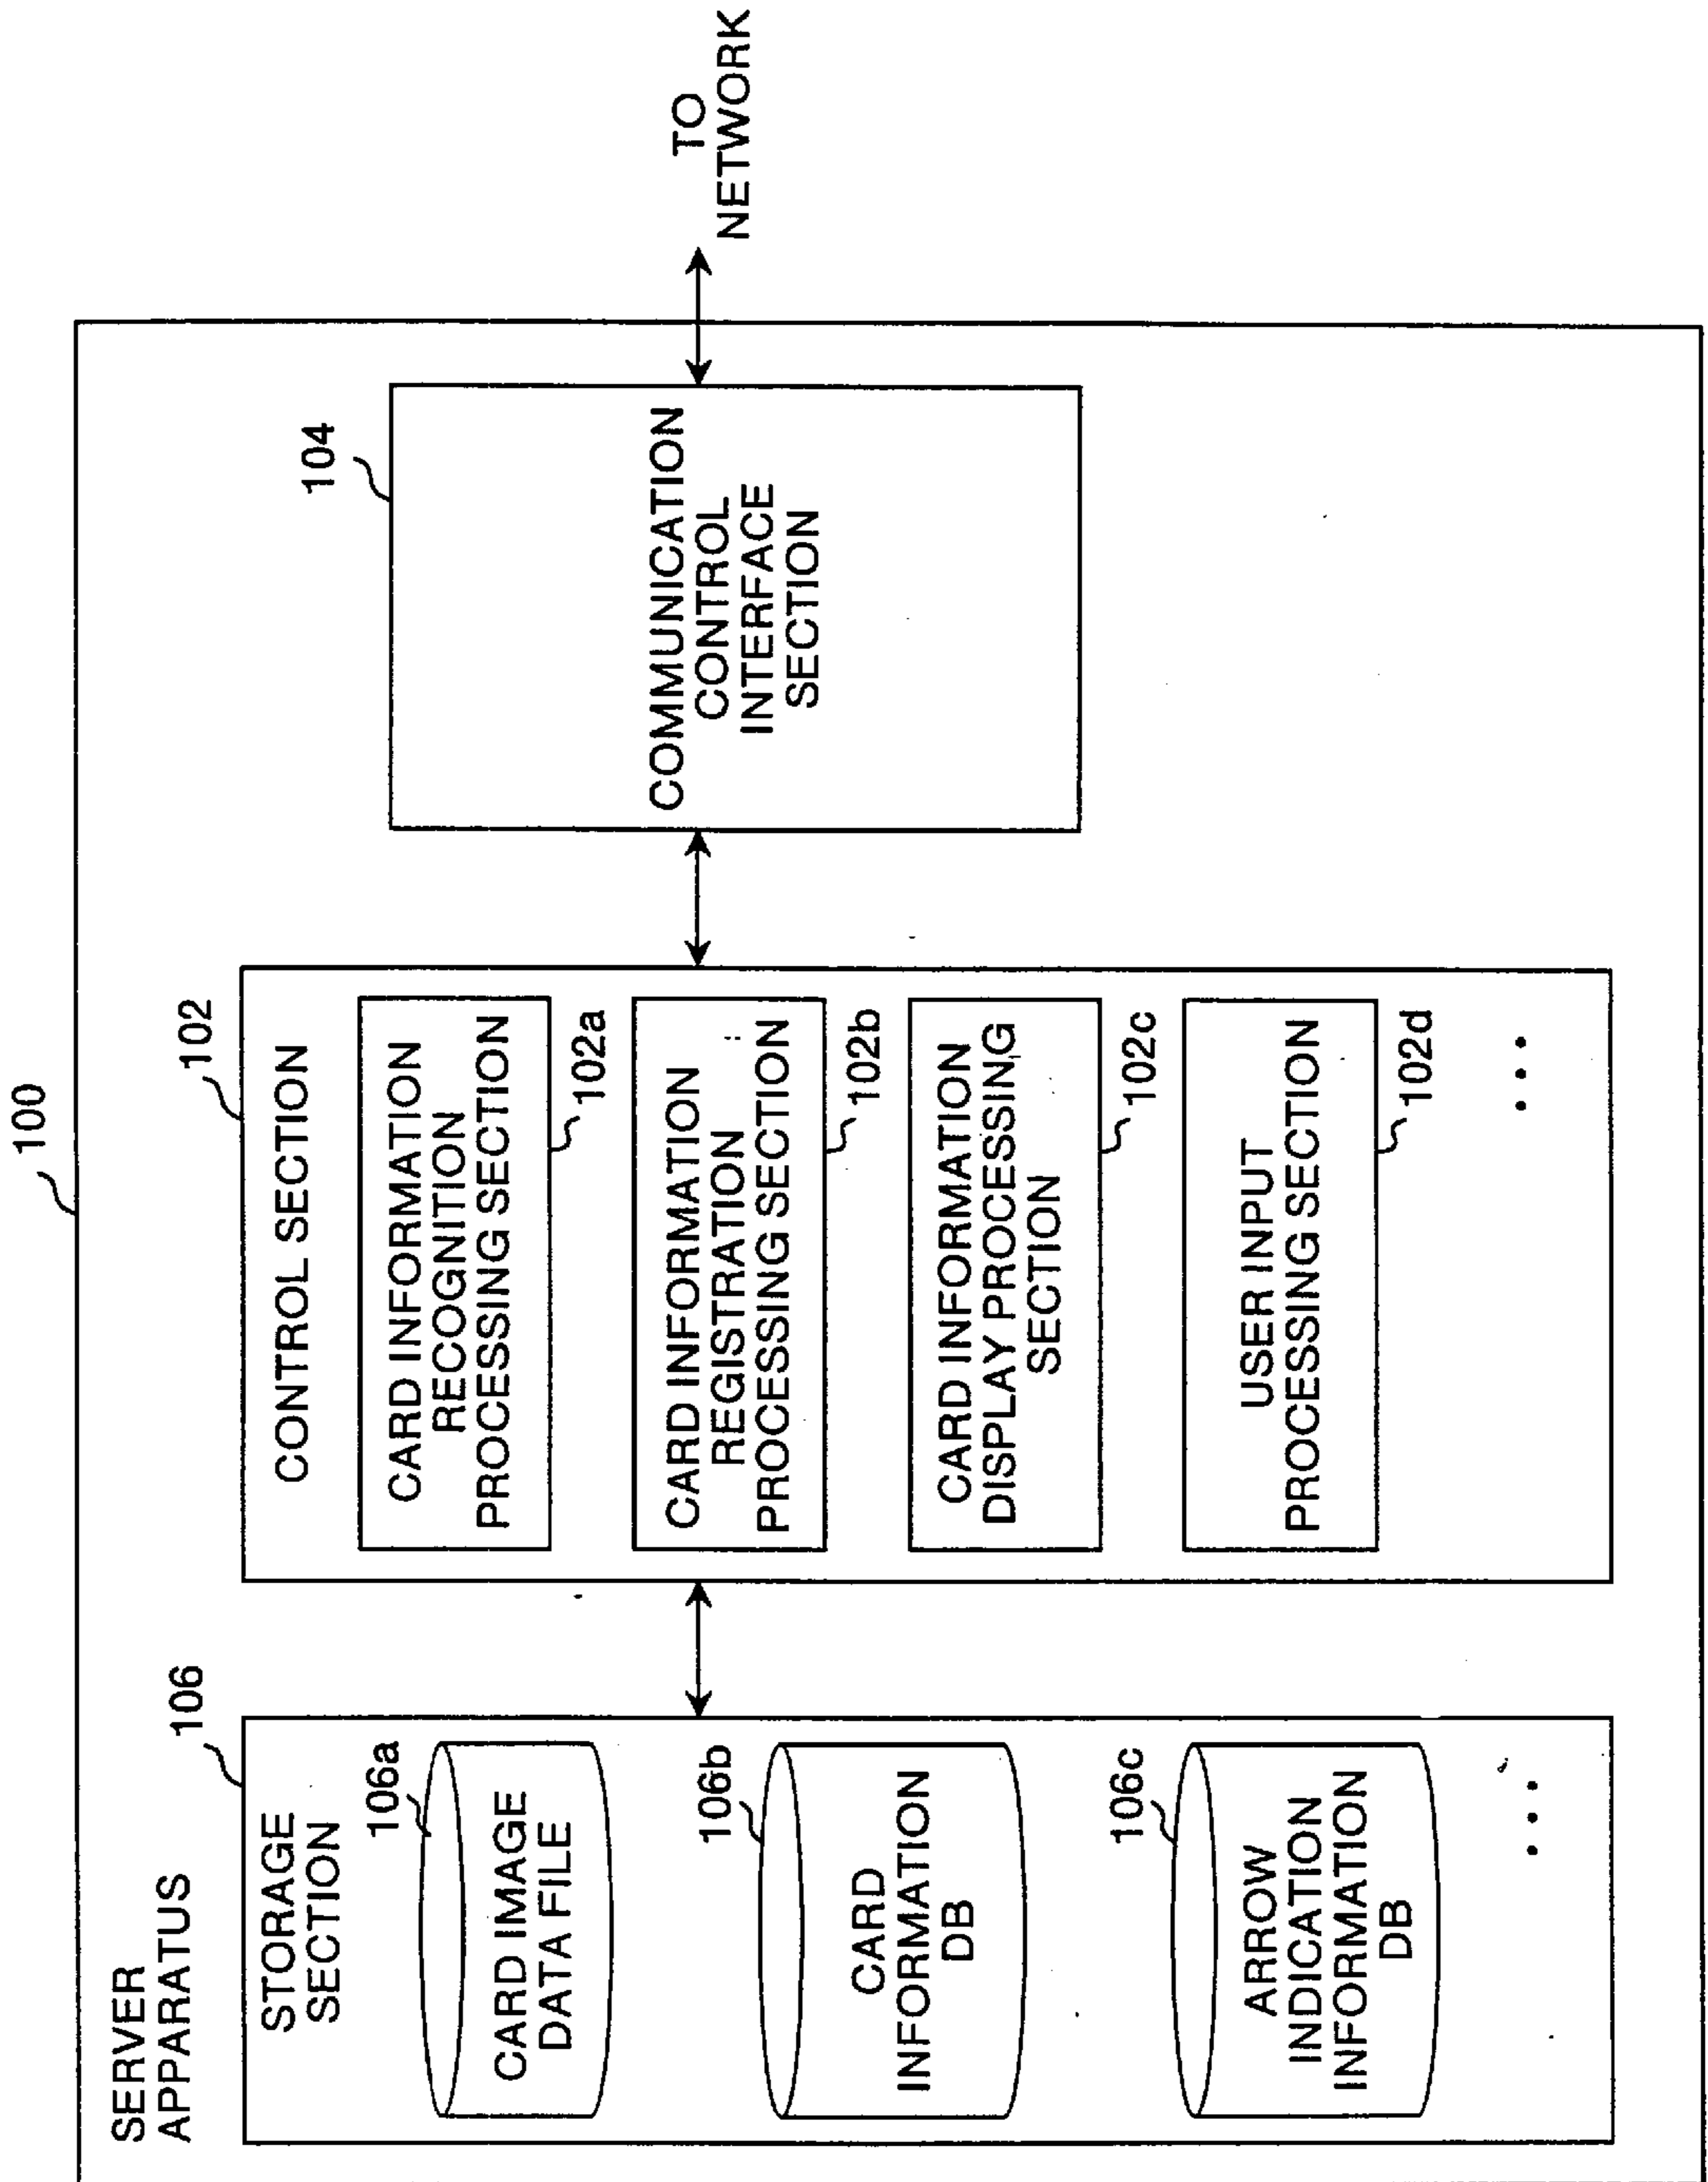 100
SERVER
APPARATUS
106
STORAGE
SECTION
106a
CARD IMAGE
DATA FILE
106b
CARD
INFORMATION
DB
106c
ARROW
INDICATION
INFORMATION
DB
...
102
CONTROL SECTION
CARD INFORMATION
RECOGNITION
PROCESSING SECTION
102a
CARD INFORMATION
REGISTRATION
PROCESSING SECTION
102b
CARD INFORMATION
DISPLAY PROCESSING
SECTION
102c
USER INPUT
PROCESSING SECTION
102d
...
104
COMMUNICATION
CONTROL
INTERFACE
SECTION
TO
NETWORK